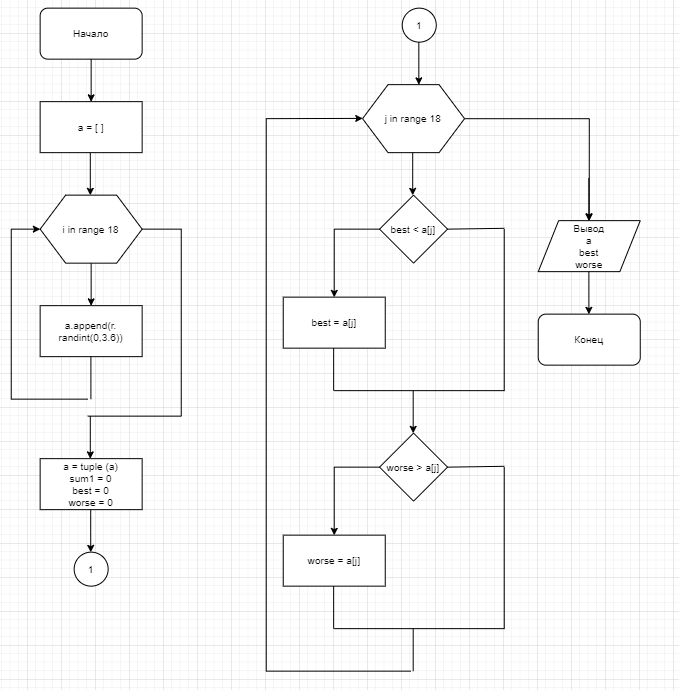 Начало
a = [ ]
i in range 18
a.append(r.
randint(0,3.6))
a = tuple (a)
sum1 = 0
best = 0
worse = 0
1
1
j in range 18
best < a[j]
best = a[j]
worse > a[j]
worse = a[j]
Вывод
a
best
worse
Конец